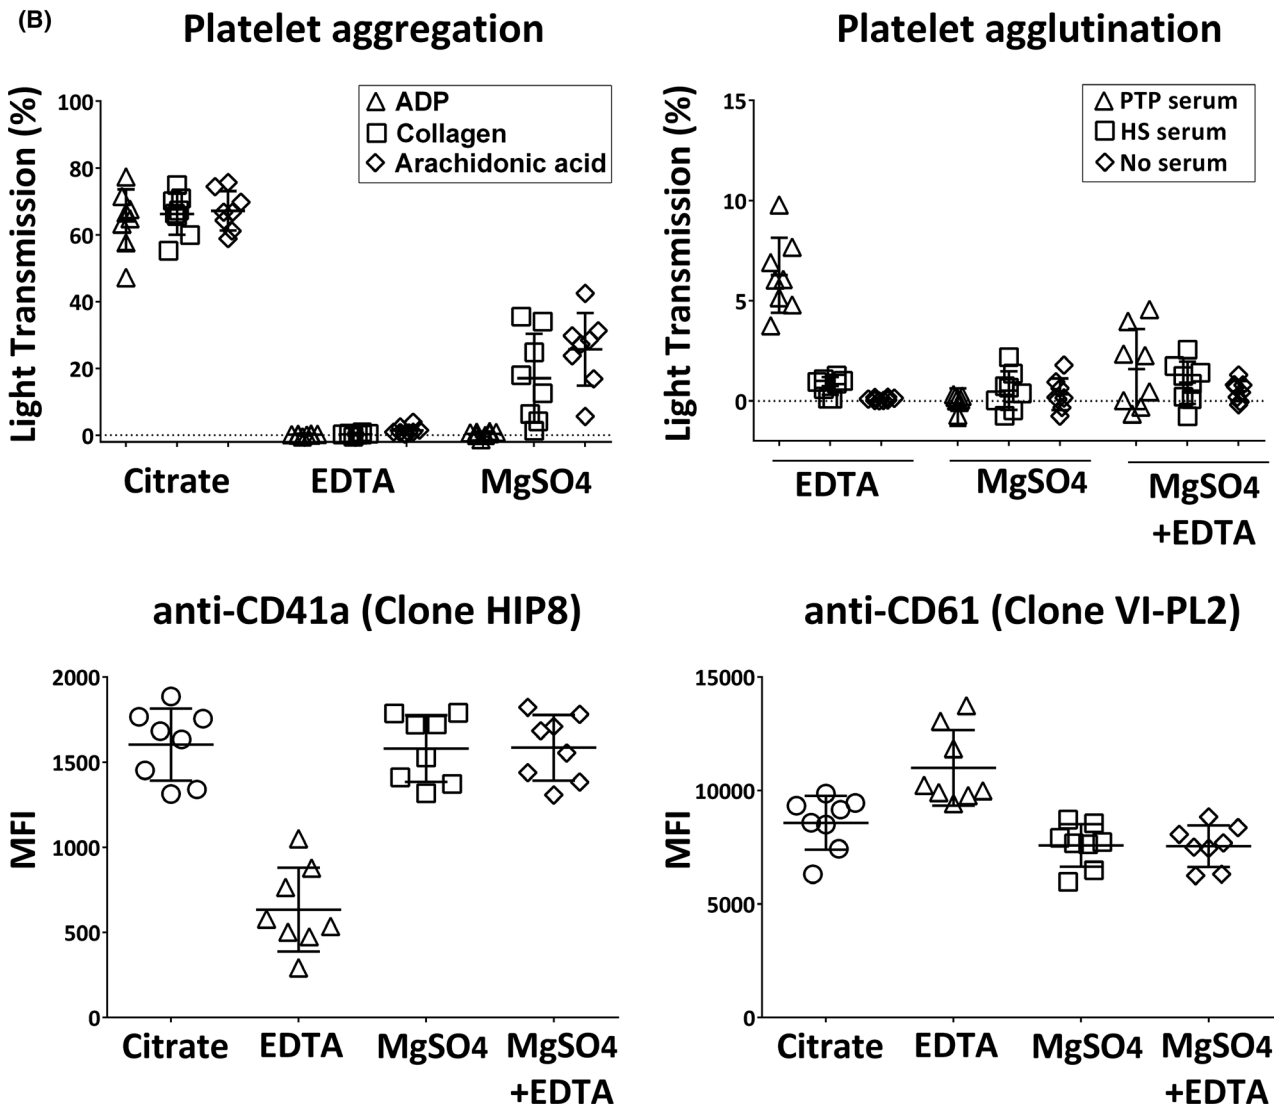 (B)
Platelet aggregation
Light Transmission (%)
100
80
60
40
20
0
ADP
Collagen
Arachidonic acid
Citrate
EDTA
MgSO4
Platelet agglutination
Light Transmission (%)
15
10
5
0
PTP serum
HS serum
No serum
EDTA
MgSO4
MgSO4
+EDTA
anti-CD41a (Clone HIP8)
MFI
2000
1500
1000
500
0
Citrate
EDTA
MgSO4
MgSO4
+EDTA
anti-CD61 (Clone VI-PL2)
MFI
15000
10000
5000
0
Citrate
EDTA
MgSO4
MgSO4
+EDTA